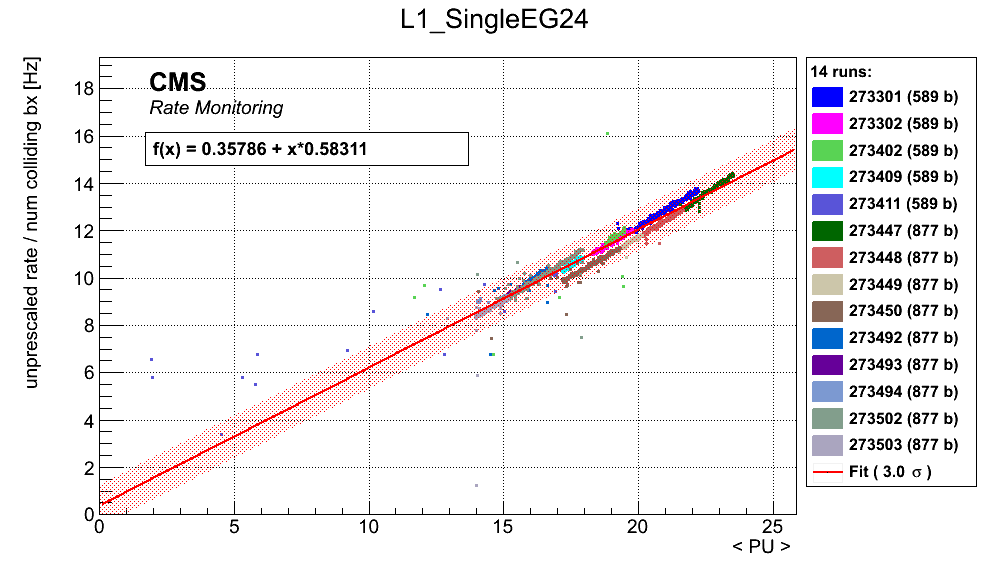 L1_SingleEG24
unprescaled rate / num colliding bx [Hz]
CMS
Rate Monitoring
f(x) = 0.35786 + x*0.58311
18
16
14
12
10
8
6
4
2
0
0 5 10 15 20 25
< PU >
14 runs:
273301 (589 b)
273302 (589 b)
273402 (589 b)
273409 (589 b)
273411 (589 b)
273447 (877 b)
273448 (877 b)
273449 (877 b)
273450 (877 b)
273492 (877 b)
273493 (877 b)
273494 (877 b)
273502 (877 b)
273503 (877 b)
Fit ( 3.0 σ )